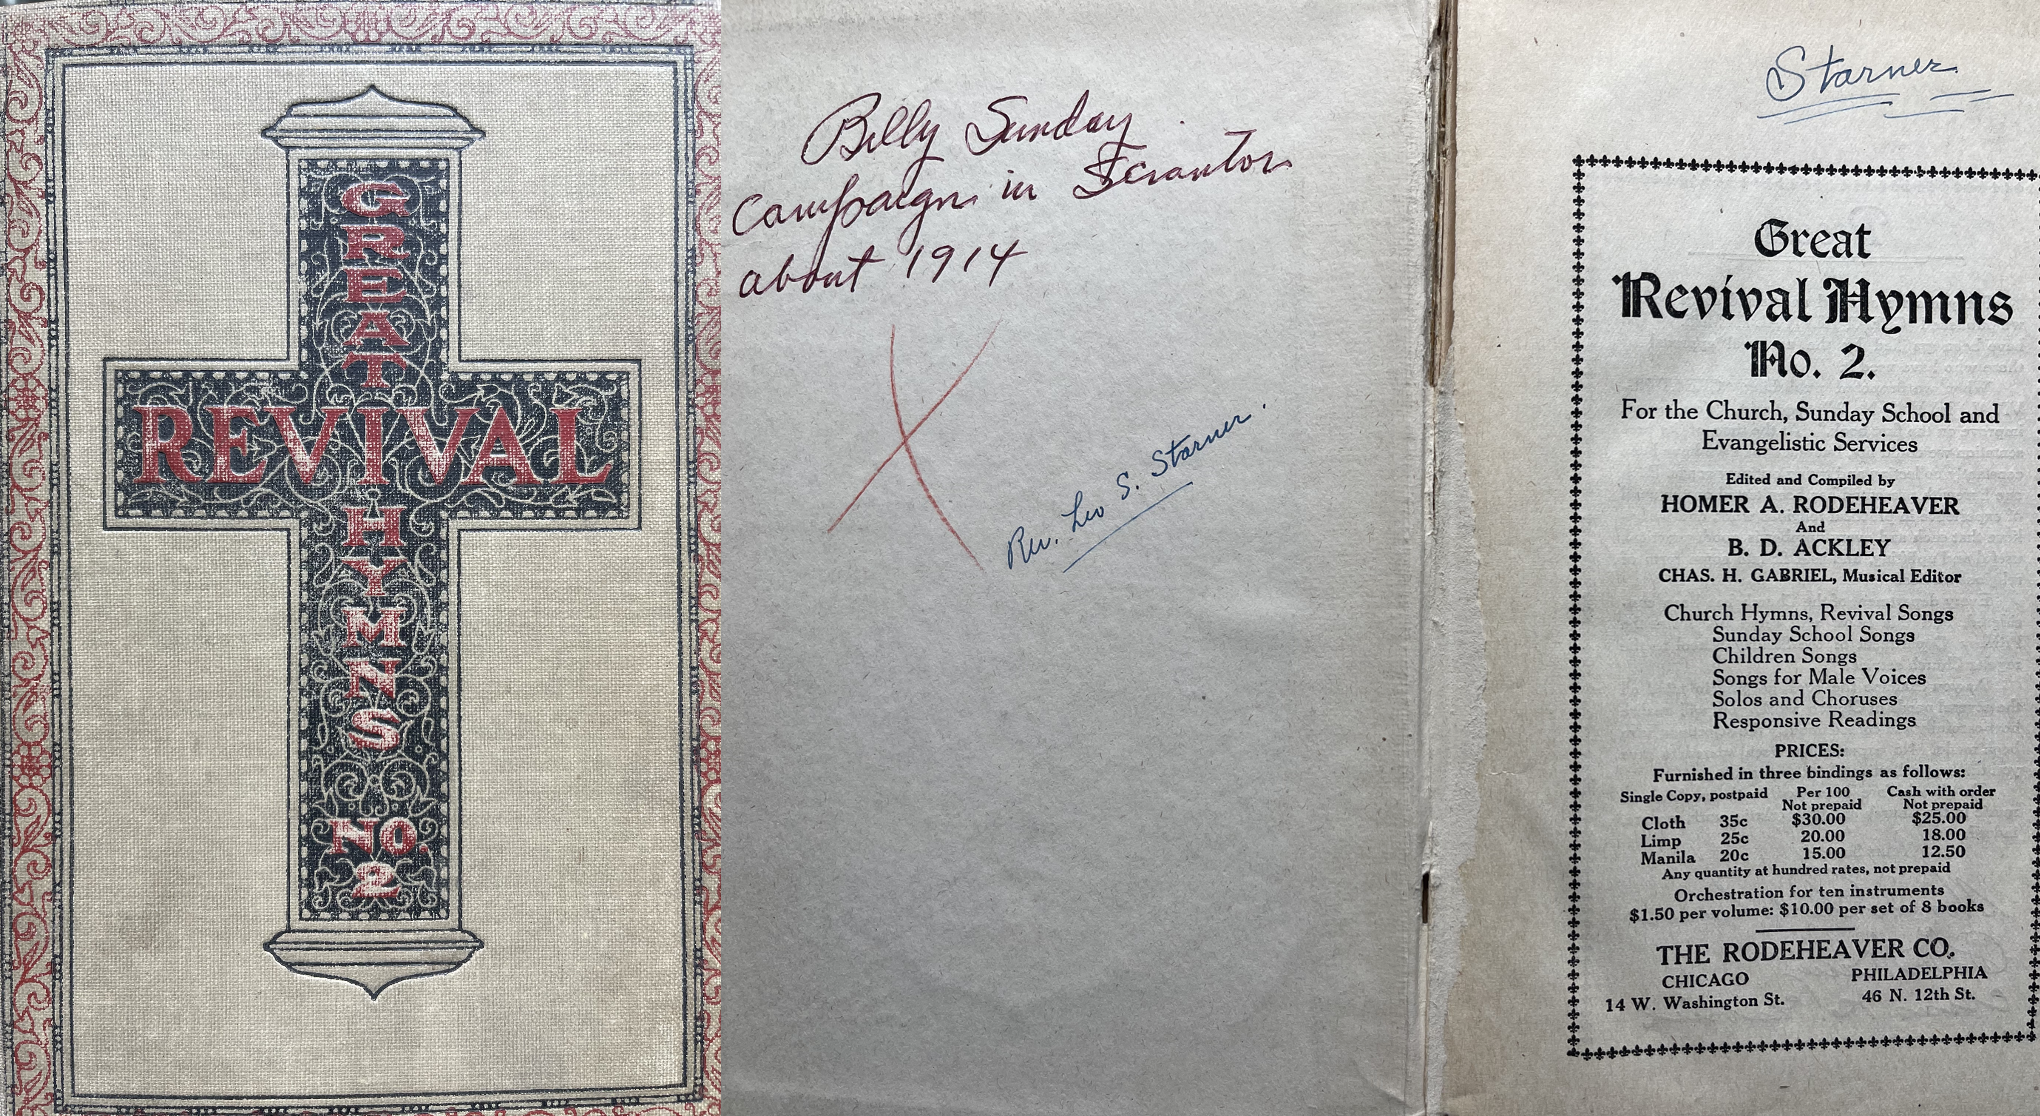 GREAT
REVIVAL
HYMNS
NO.
2
Billy Sunday
campaign in Scranton
about 1914
Rev. Leo S. Starner.
Starner
Great
Revival Hymns
No. 2.
For the Church, Sunday School and
Evangelistic Services
Edited and Compiled by
HOMER A. RODEHEAVER
And
B. D. ACKLEY
CHAS. H. GABRIEL, Musical Editor
Church Hymns, Revival Songs
Sunday School Songs
Children Songs
Songs for Male Voices
Solos and Choruses
Responsive Readings
PRICES:
Furnished in three bindings as follows:
Single Copy, postpaid Per 100 Cash with order
Not prepaid Not prepaid
Cloth 35c $30.00 $25.00
Limp 25c 20.00 18.00
Manila 20c 15.00 12.50
Any quantity at hundred rates, not prepaid
Orchestration for ten instruments
$1.50 per volume: $10.00 per set of 8 books
THE RODEHEAVER CO.
CHICAGO PHILADELPHIA
14 W. Washington St. 46 N. 12th St.